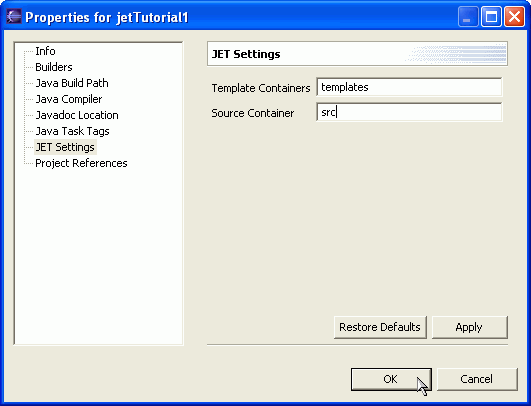 Properties for jetTutorial1
Info
Builders
Java Build Path
Java Compiler
Javadoc Location
Java Task Tags
JET Settings
Project References
JET Settings
Template Containers templates
Source Container src
Restore Defaults Apply
OK Cancel